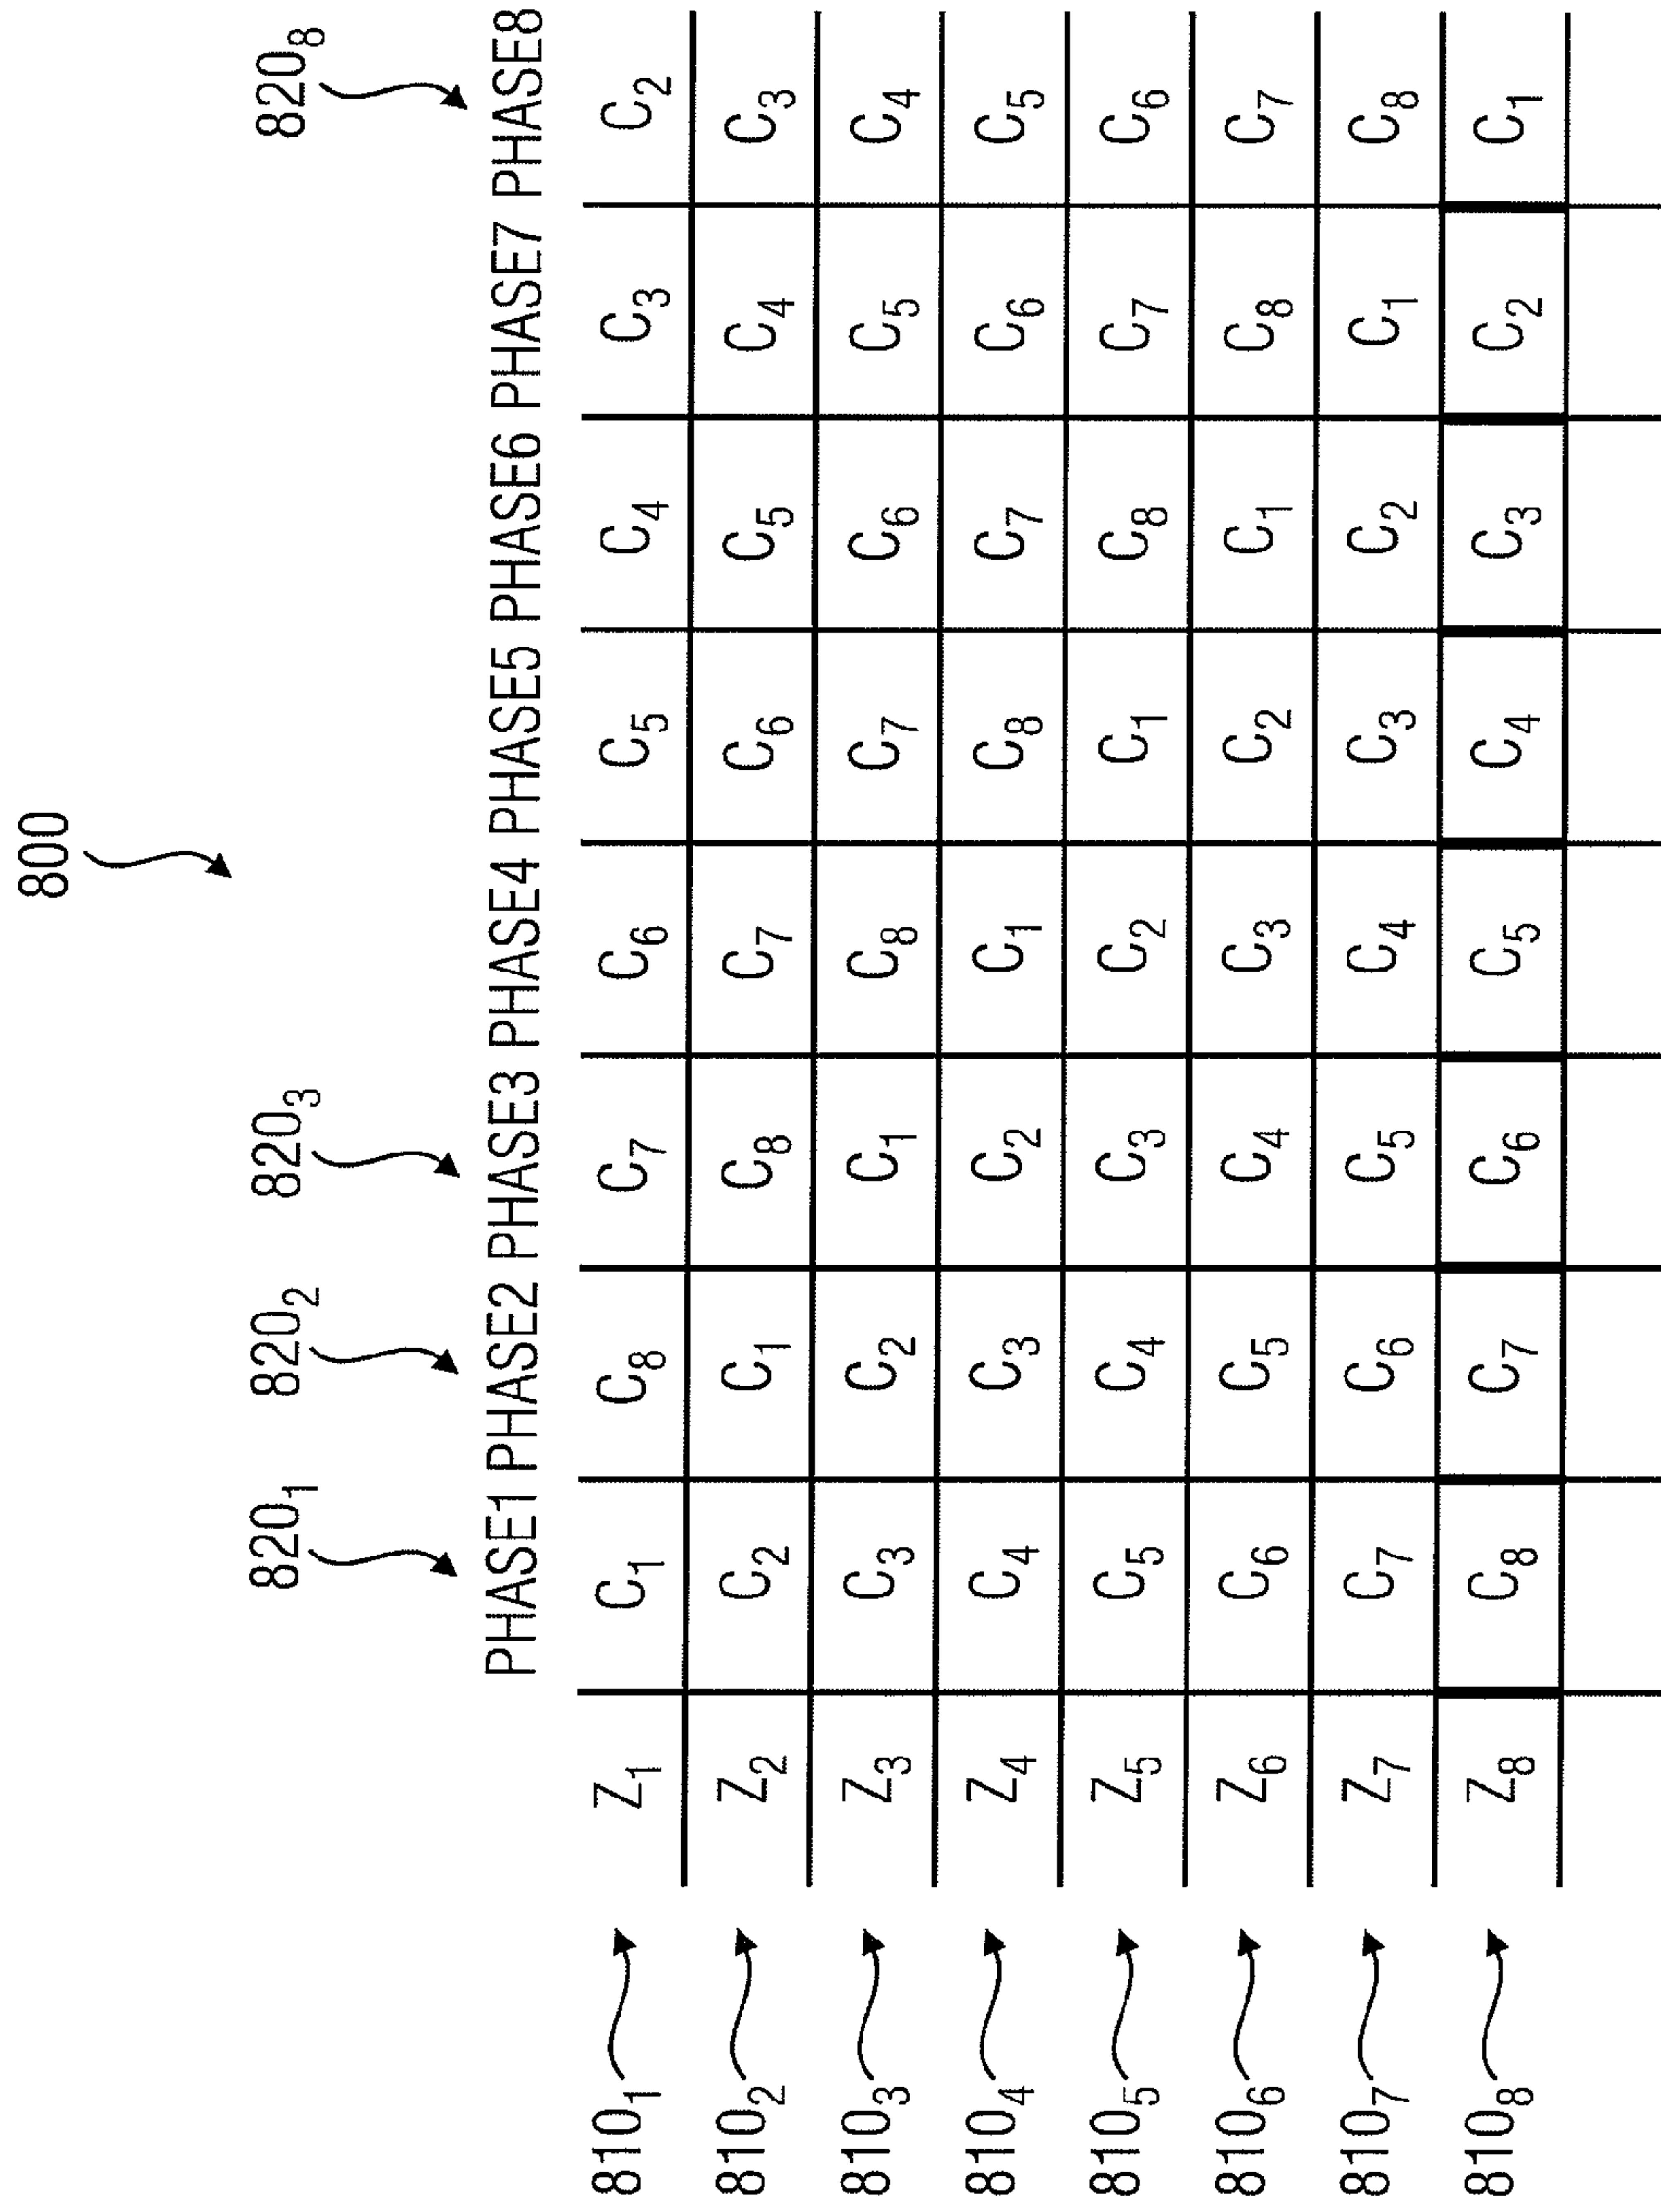 800
820₁ 820₂ 820₃ 820₈
PHASE1 PHASE2 PHASE3 PHASE4 PHASE5 PHASE6 PHASE7 PHASE8
810₁ Z₁ C₁ C₈ C₇ C₆ C₅ C₄ C₃ C₂
810₂ Z₂ C₂ C₁ C₈ C₇ C₆ C₅ C₄ C₃
810₃ Z₃ C₃ C₂ C₁ C₈ C₇ C₆ C₅ C₄
810₄ Z₄ C₄ C₃ C₂ C₁ C₈ C₇ C₆ C₅
810₅ Z₅ C₅ C₄ C₃ C₂ C₁ C₈ C₇ C₆
810₆ Z₆ C₆ C₅ C₄ C₃ C₂ C₁ C₈ C₇
810₇ Z₇ C₇ C₆ C₅ C₄ C₃ C₂ C₁ C₈
810₈ Z₈ C₈ C₇ C₆ C₅ C₄ C₃ C₂ C₁